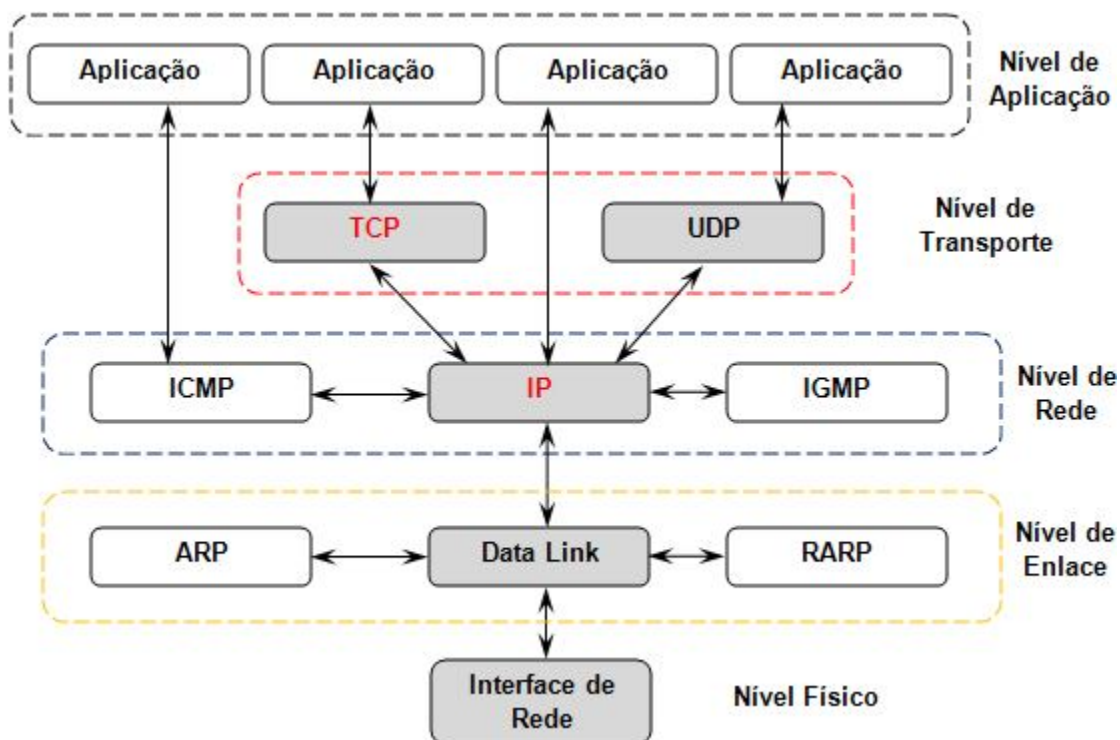 Aplicação
Aplicação
Aplicação
Aplicação
Nível de
Aplicação
TCP
UDP
Nível de
Transporte
ICMP
IP
IGMP
Nível de
Rede
ARP
Data Link
RARP
Nível de
Enlace
Interface de
Rede
Nível Físico